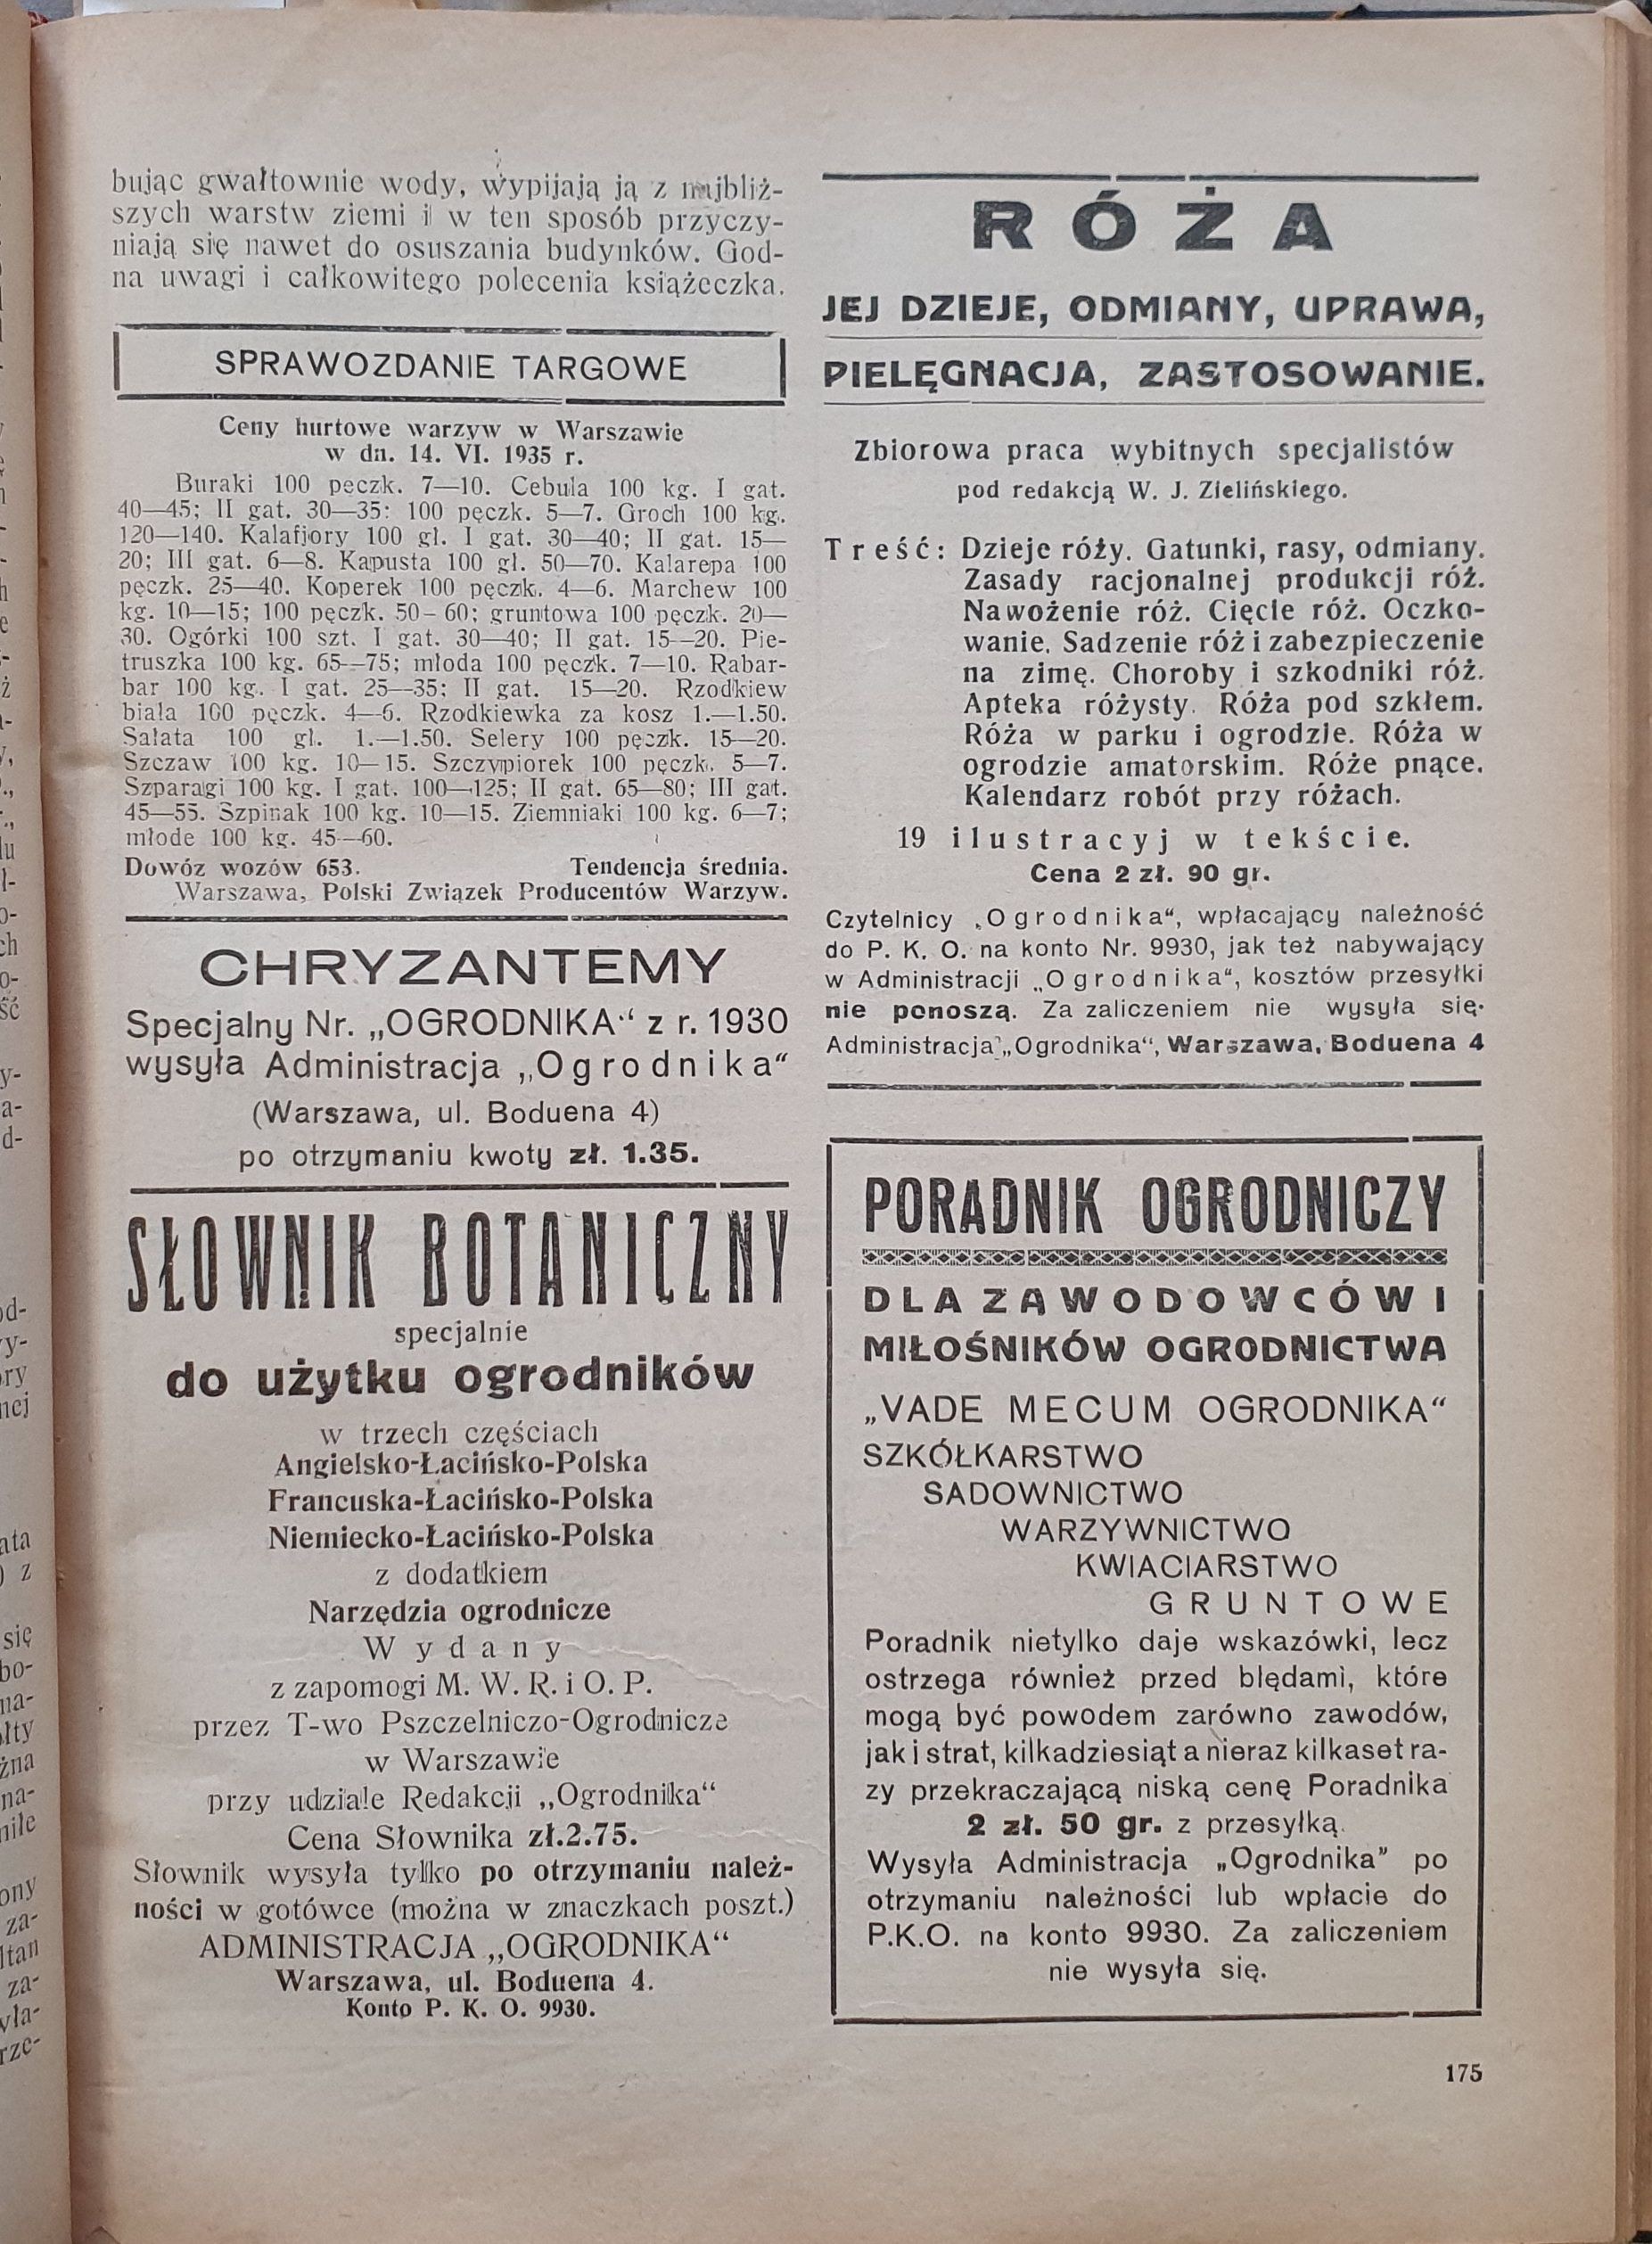 bując gwałtownie wody, wypijają ją z najbliż-
szych warstw ziemi i w ten sposób przyczy-
niają się nawet do osuszania budynków. God-
na uwagi i całkowitego polecenia książeczka.
SPRAWOZDANIE TARGOWE
Ceny hurtowe warzyw w Warszawie
w dn. 14. VI. 1935 r.
Buraki 100 pęczk. 7—10. Cebula 100 kg. I gat.
40—45; II gat. 30—35: 100 pęczk. 5—7. Groch 100 kg.
120—140. Kalafjory 100 gł. I gat. 30—40; II gat. 15—
20; III gat. 6—8. Kapusta 100 gł. 50—70. Kalarepa 100
pęczk. 25—40. Koperek 100 pęczk. 4—6. Marchew 100
kg. 10—15; 100 pęczk. 50–60; gruntowa 100 pęczk. 20—
30. Ogórki 100 szt. I gat. 30—40; II gat. 15—20. Pie-
truszka 100 kg. 65—75; młoda 100 pęczk. 7—10. Rabar-
bar 100 kg. I gat. 25—35; II gat. 15—20. Rzodkiew
biała 100 pęczk. 4—6. Rzodkiewka za kosz 1.—1.50.
Sałata 100 gł. 1.—1.50. Selery 100 pęczk. 15—20.
Szczaw 100 kg. 10—15. Szczypiorek 100 pęczk. 5—7.
Szparagi 100 kg. I gat. 100—125; II gat. 65—80; III gat.
45—55. Szpinak 100 kg. 10—15. Ziemniaki 100 kg. 6—7;
młode 100 kg. 45—60.
Dowóz wozów 653. Tendencja średnia.
Warszawa, Polski Związek Producentów Warzyw.
CHRYZANTEMY
Specjalny Nr. „OGRODNIKA“ z r. 1930
wysyła Administracja „Ogrodnika“
(Warszawa, ul. Boduena 4)
po otrzymaniu kwoty zł. 1.35.
SŁOWNIK BOTANICZNY
specjalnie
do użytku ogrodników
w trzech częściach
Angielsko-Łacińsko-Polska
Francuska-Łacińsko-Polska
Niemiecko-Łacińsko-Polska
z dodatkiem
Narzędzia ogrodnicze
Wydany
z zapomogi M. W. R. i O. P.
przez T-wo Pszczelniczo-Ogrodnicze
w Warszawie
przy udziale Redakcji „Ogrodnika“
Cena Słownika zł.2.75.
Słownik wysyła tylko po otrzymaniu należ-
ności w gotówce (można w znaczkach poszt.)
ADMINISTRACJA „OGRODNIKA“
Warszawa, ul. Boduena 4.
Konto P. K. O. 9930.
RÓŻA
JEJ DZIEJE, ODMIANY, UPRAWA,
PIELĘGNACJA, ZASTOSOWANIE.
Zbiorowa praca wybitnych specjalistów
pod redakcją W. J. Zielińskiego.
Treść: Dzieje róży. Gatunki, rasy, odmiany.
Zasady racjonalnej produkcji róż.
Nawożenie róż. Cięcie róż. Oczko-
wanie. Sadzenie róż i zabezpieczenie
na zimę. Choroby i szkodniki róż.
Apteka różysty. Róża pod szkłem.
Róża w parku i ogrodzie. Róża w
ogrodzie amatorskim. Róże pnące.
Kalendarz robót przy różach.
19 ilustracyj w tekście.
Cena 2 zł. 90 gr.
Czytelnicy „Ogrodnika“, wpłacający należność
do P. K. O. na konto Nr. 9930, jak też nabywający
w Administracji „Ogrodnika“, kosztów przesyłki
nie ponoszą. Za zaliczeniem nie wysyła się.
Administracja „Ogrodnika“, Warszawa, Boduena 4
PORADNIK OGRODNICZY
DLA ZAWODOWCÓW I
MIŁOŚNIKÓW OGRODNICTWA
„VADE MECUM OGRODNIKA“
SZKÓŁKARSTWO
SADOWNICTWO
WARZYWNICTWO
KWIACIARSTWO
GRUNTOWE
Poradnik nietylko daje wskazówki, lecz
ostrzega również przed błędami, które
mogą być powodem zarówno zawodów,
jak i strat, kilkadziesiąt a nieraz kilkaset ra-
zy przekraczającą niską cenę Poradnika
2 zł. 50 gr. z przesyłką.
Wysyła Administracja „Ogrodnika” po
otrzymaniu należności lub wpłacie do
P.K.O. na konto 9930. Za zaliczeniem
nie wysyła się.
175